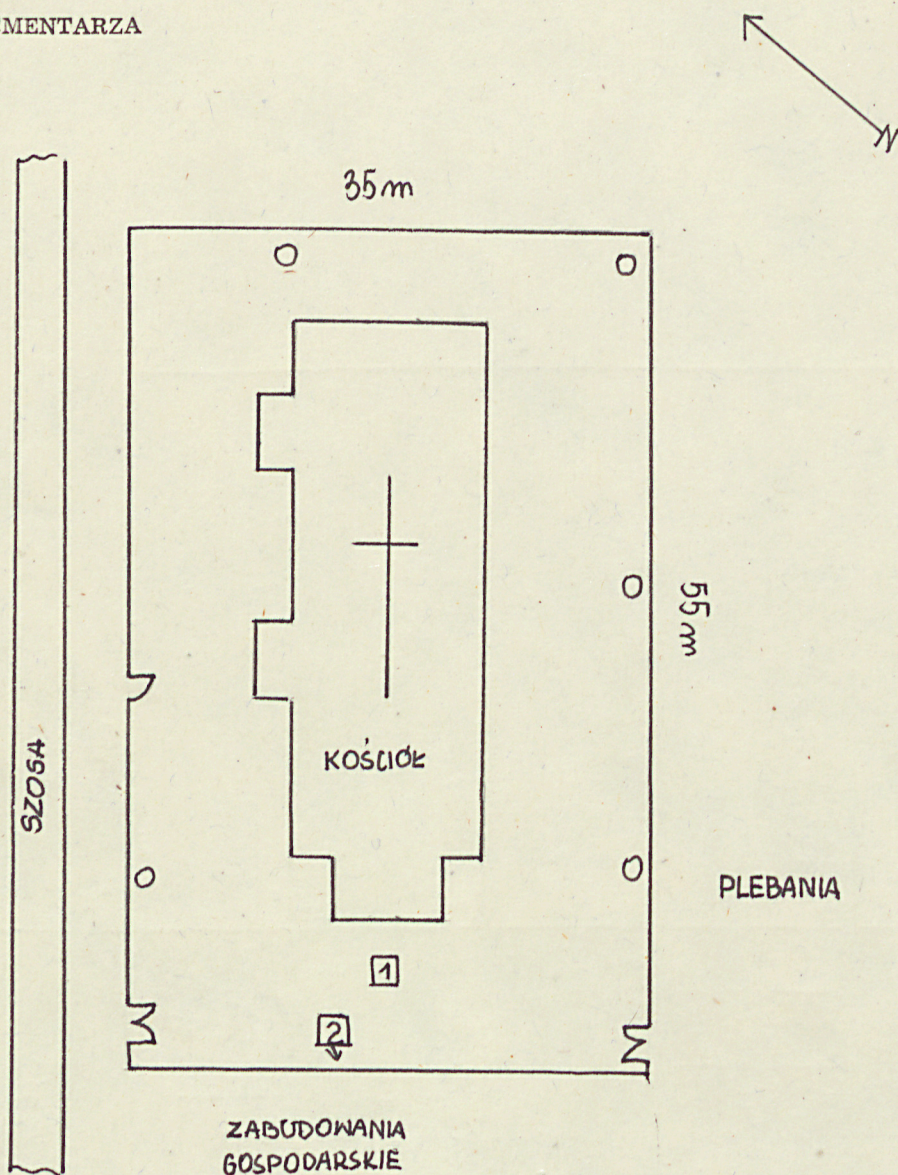 MENTARZA
N
35m
55m
SZOSA
KOŚCIÓŁ
PLEBANIA
1
2
ZABUDOWANIA
GOSPODARSKIE